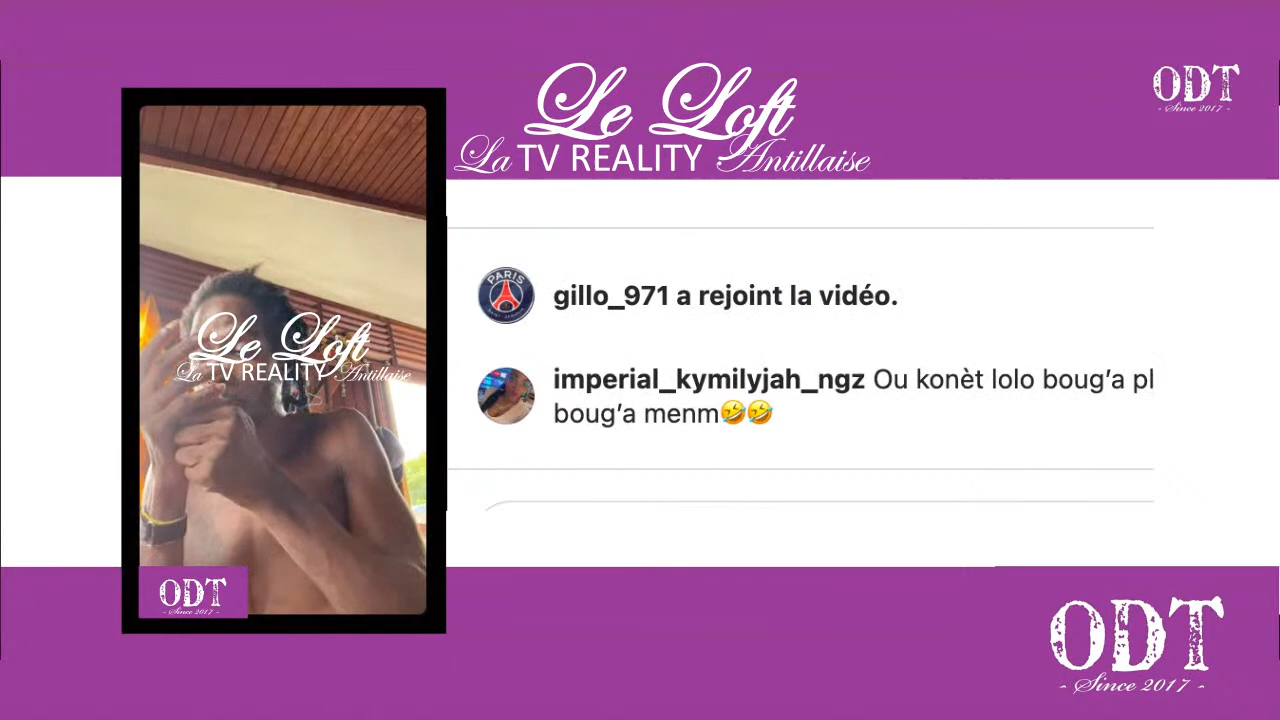 Le Loft
La TV REALITY Antillaise
ODT
- Since 2017 -
PARIS
gillo_971 a rejoint la vidéo.
imperial_kymilyjah_ngz Ou konèt lolo boug’a pl
boug’a menm🤣🤣
Le Loft
La TV REALITY Antillaise
ODT
- Since 2017 -
ODT
- Since 2017 -